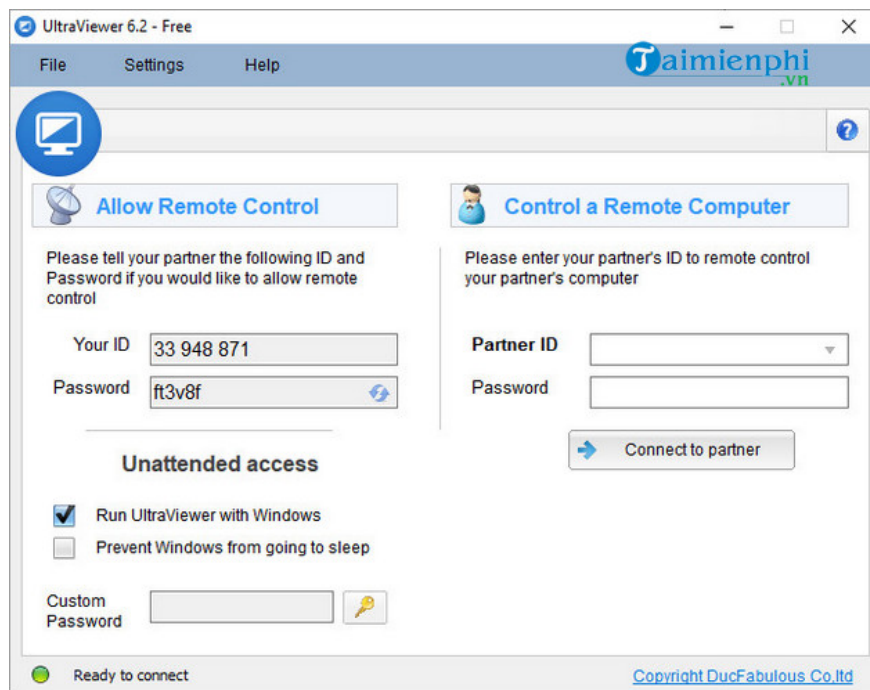 UltraViewer 6.2 - Free
File Settings Help
Taimienphi
.vn
Allow Remote Control
Please tell your partner the following ID and
Password if you would like to allow remote
control
Your ID 33 948 871
Password ft3v8f
Unattended access
Run UltraViewer with Windows
Prevent Windows from going to sleep
Custom
Password
Control a Remote Computer
Please enter your partner's ID to remote control
your partner's computer
Partner ID
Password
Connect to partner
Ready to connect
Copyright DucFabulous Co.ltd